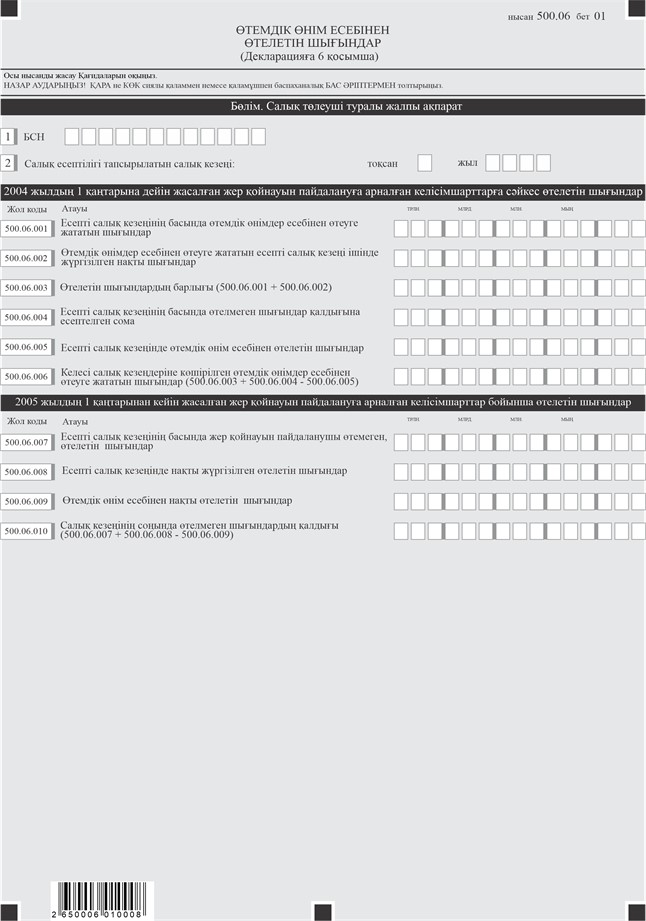 нысан 500.06 бет 01
ӨТЕМДІК ӨНІМ ЕСЕБІНЕН
ӨТЕЛЕТІН ШЫҒЫНДАР
(Декларацияға 6 қосымша)
Осы нысанды жасау Қағидаларын оқыңыз.
НАЗАР АУДАРЫҢЫЗ! ҚАРА не КӨК сиялы қаламмен немесе қаламұшпен баспаханалық БАС ӘРІПТЕРМЕН толтырыңыз.
Бөлім. Салық төлеуші туралы жалпы ақпарат
1 БСН
2 Салық есептілігі тапсырылатын салық кезеңі: тоқсан жыл
2004 жылдың 1 қаңтарына дейін жасалған жер қойнауын пайдалануға арналған келісімшарттарға сәйкес өтелетін шығындар
Жол коды Атауы трлн млрд млн мың
500.06.001 Есепті салық кезеңінің басында өтемдік өнімдер есебінен өтеуге
жататын шығындар
500.06.002 Өтемдік өнімдер есебінен өтеуге жататын есепті салық кезеңі ішінде
жүргізілген нақты шығындар
500.06.003 Өтелетін шығындардың барлығы (500.06.001 + 500.06.002)
500.06.004 Есепті салық кезеңінің басында өтелмеген шығындар қалдығына
есептелген сома
500.06.005 Есепті салық кезеңінде өтемдік өнім есебінен өтелетін шығындар
500.06.006 Келесі салық кезеңдеріне көшірілген өтемдік өнімдер есебінен
өтеуге жататын шығындар (500.06.003 + 500.06.004 - 500.06.005)
2005 жылдың 1 қаңтарынан кейін жасалған жер қойнауын пайдалануға арналған келісімшарттар бойынша өтелетін шығындар
Жол коды Атауы трлн млрд млн мың
500.06.007 Есепті салық кезеңінің басында жер қойнауын пайдаланушы өтемеген,
өтелетін шығындар
500.06.008 Есепті салық кезеңінде нақты жүргізілген өтелетін шығындар
500.06.009 Өтемдік өнім есебінен нақты өтелетін шығындар
500.06.010 Салық кезеңінің соңында өтелмеген шығындардың қалдығы
(500.06.007 + 500.06.008 - 500.06.009)
2 650006 010008